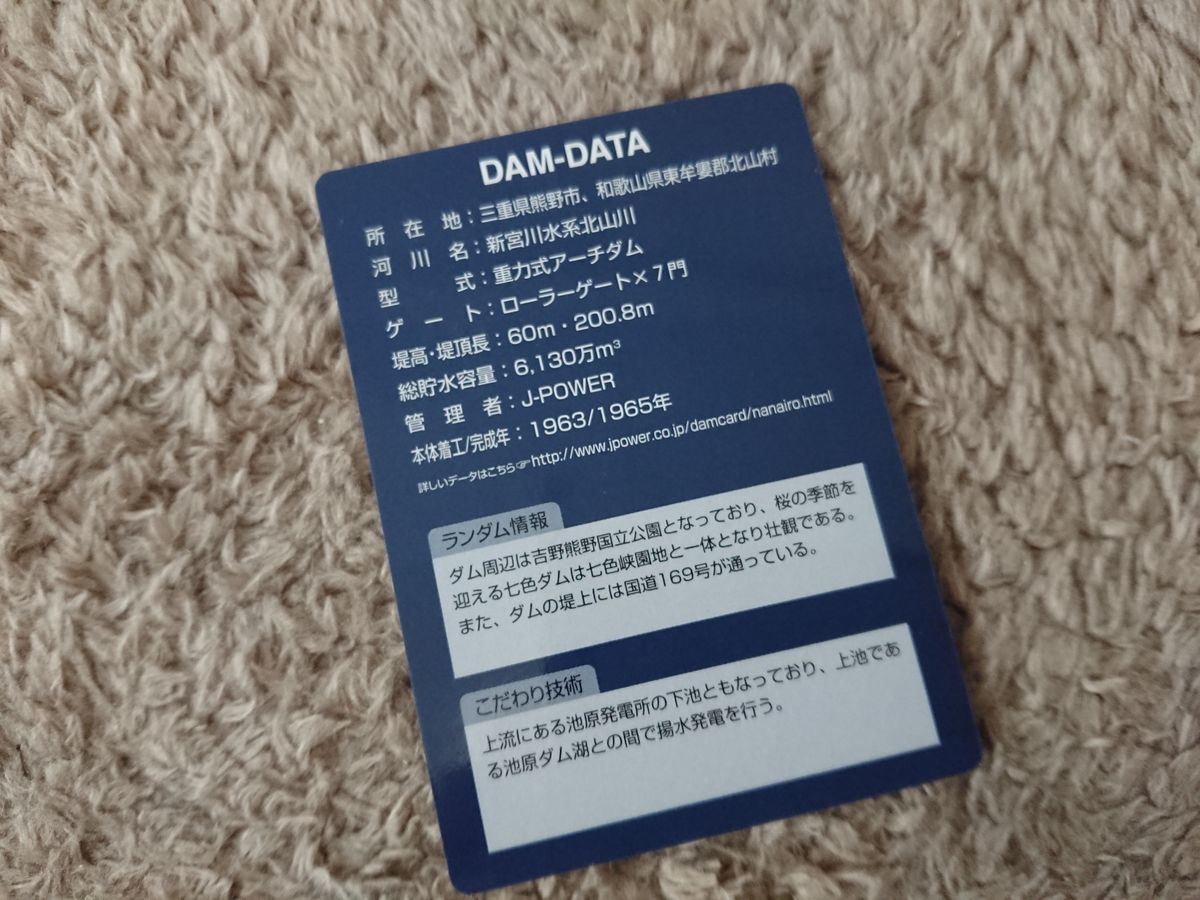 DAM-DATA
所在地：三重県熊野市、和歌山県東牟婁郡北山村
河川名：新宮川水系北山川
型式：重力式アーチダム
ゲート：ローラーゲート×7門
堤高・堤頂長：60m・200.8m
総貯水容量：6,130万m³
管理者：J-POWER
本体着工/完成年：1963/1965年
詳しいデータはこちら☞http://www.jpower.co.jp/damcard/nanairo.html
ランダム情報
ダム周辺は吉野熊野国立公園となっており、桜の季節を
迎える七色ダムは七色峡園地と一体となり壮観である。
また、ダムの堤上には国道169号が通っている。
こだわり技術
上流にある池原発電所の下池ともなっており、上池であ
る池原ダム湖との間で揚水発電を行う。